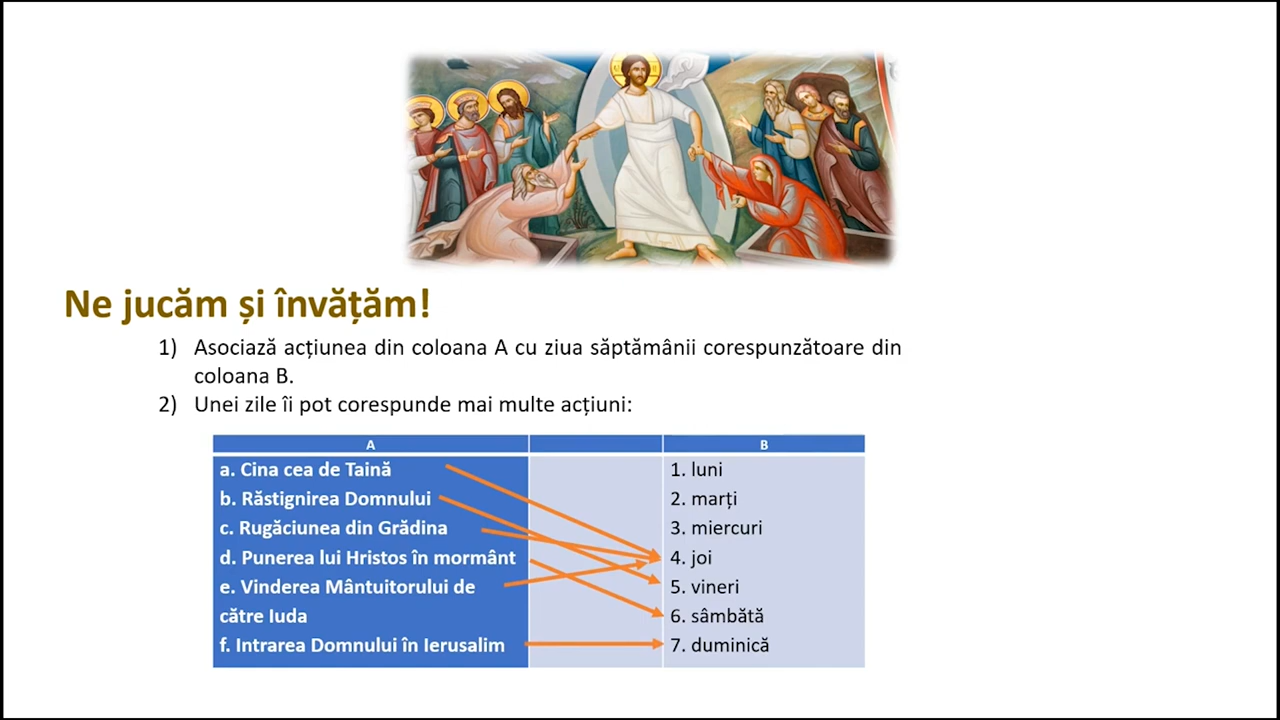 Ne jucăm și învățăm!
1) Asociază acțiunea din coloana A cu ziua săptămânii corespunzătoare din
coloana B.
2) Unei zile îi pot corespunde mai multe acțiuni:
A B
a. Cina cea de Taină 1. luni
b. Răstignirea Domnului 2. marți
c. Rugăciunea din Grădina 3. miercuri
d. Punerea lui Hristos în mormânt 4. joi
e. Vinderea Mântuitorului de 5. vineri
către Iuda 6. sâmbătă
f. Intrarea Domnului în Ierusalim 7. duminică